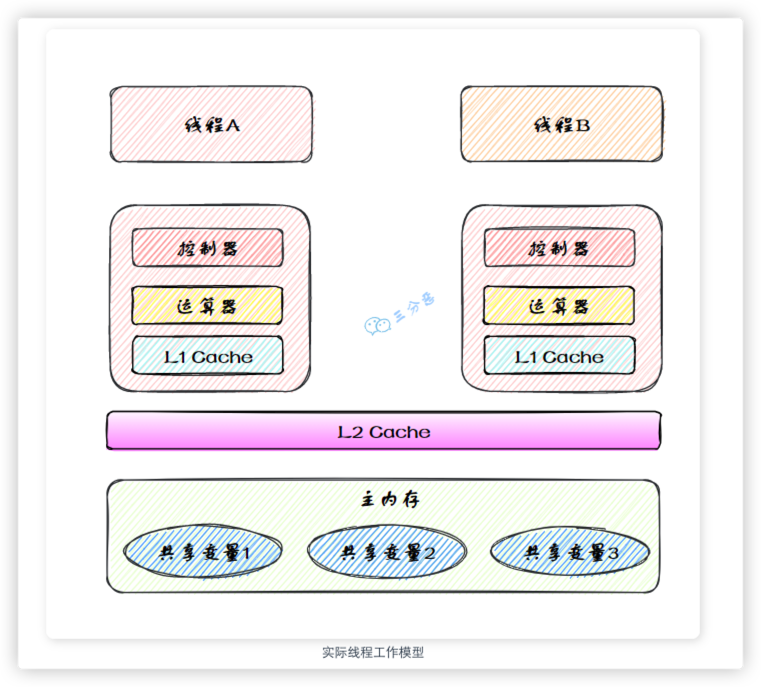 线程A
线程B
控制器
运算器
L1 Cache
控制器
运算器
L1 Cache
三分恶
L2 Cache
主内存
共享变量1
共享变量2
共享变量3
实际线程工作模型